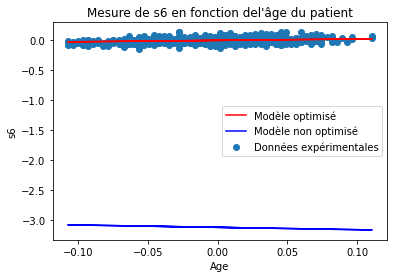 Mesure de s6 en fonction del'âge du patient
0.0
-0.5
-1.0
-1.5
-2.0
-2.5
-3.0
s6
Modèle optimisé
Modèle non optimisé
Données expérimentales
-0.10
-0.05
0.00
0.05
0.10
Age